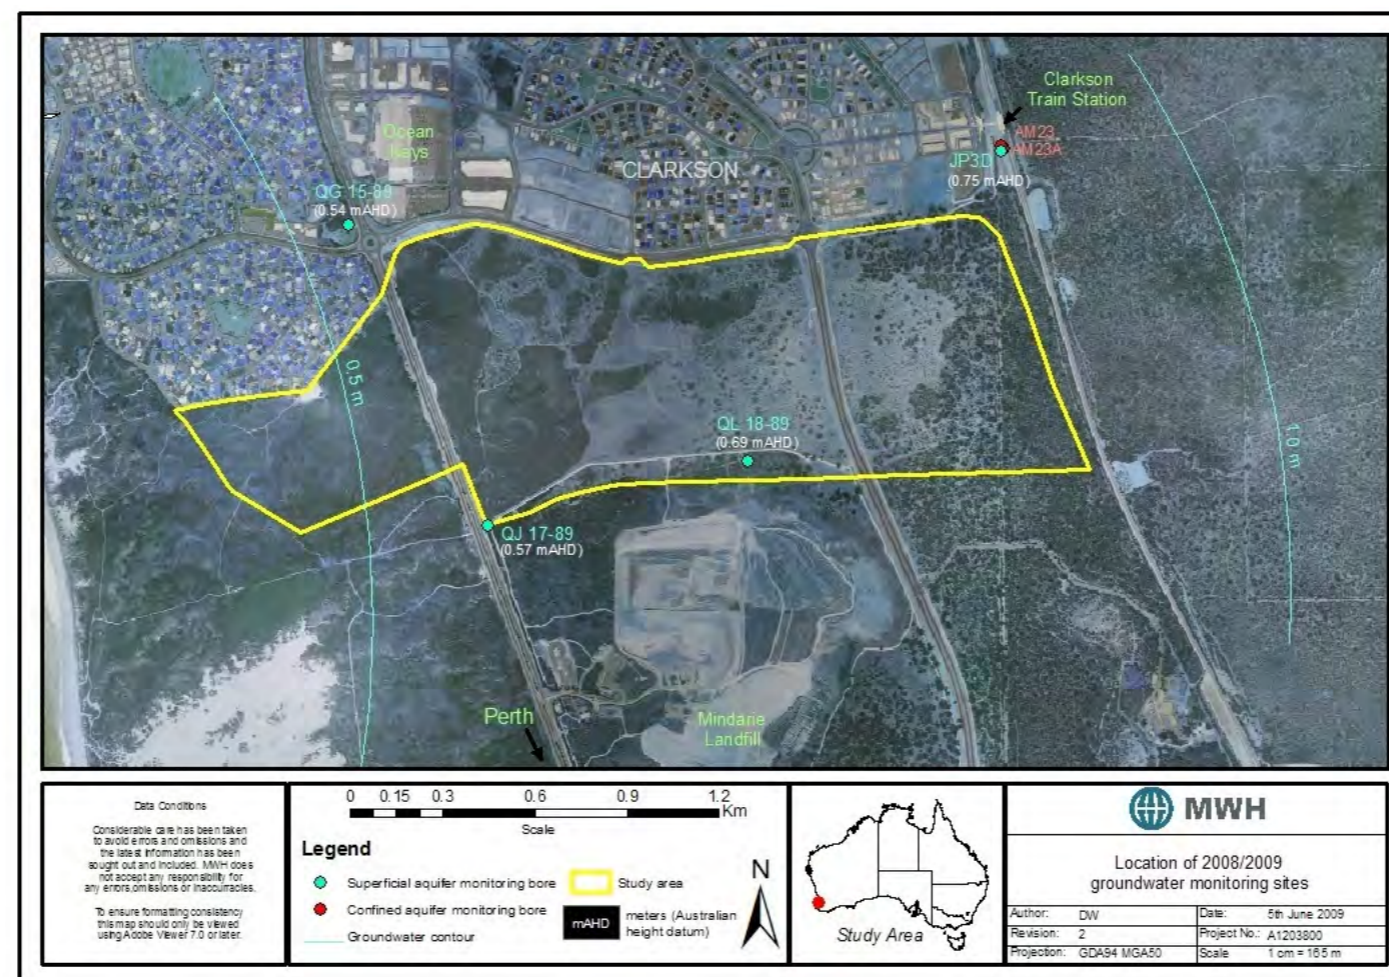 Clarkson
Train Station
AM23
AM23A
Ocean
Keys
CLARKSON
JP3D
(0.75 mAHD)
QG 15-89
(0.54 mAHD)
0.5 m
QL 18-89
(0.69 mAHD)
1.0 m
QJ 17-89
(0.57 mAHD)
Perth
Mindarie
Landfill
Data Conditions
Considerable care has been taken
to avoid errors and omissions and
the latest information has been
sought out and included. MWH does
not accept any responsibility for
any errors,omissions or inaccurracies.
To ensure formatting consistency
this map should only be viewed
using Adobe Viewer 7.0 or later.
0 0.15 0.3 0.6 0.9 1.2
Km
Scale
Legend
Superficial aquifer monitoring bore
Study area
Confined aquifer monitoring bore
mAHD
meters (Australian
height datum)
Groundwater contour
N
Study Area
MWH
Location of 2008/2009
groundwater monitoring sites
Author: DW Date: 5th June 2009
Revision: 2 Project No.: A1203800
Projection: GDA94 MGA50 Scale 1 cm = 165 m